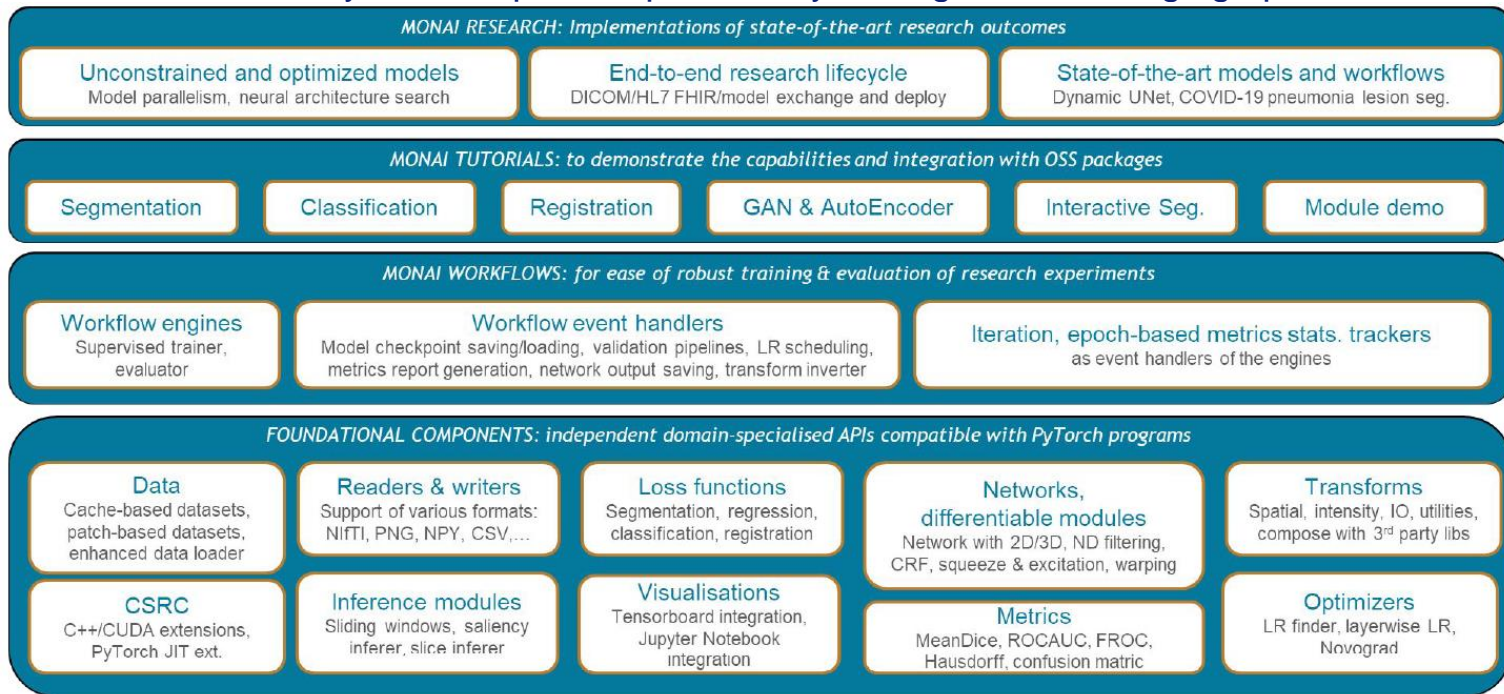 MONAI RESEARCH: Implementations of state-of-the-art research outcomes
Unconstrained and optimized models
Model parallelism, neural architecture search
End-to-end research lifecycle
DICOM/HL7 FHIR/model exchange and deploy
State-of-the-art models and workflows
Dynamic UNet, COVID-19 pneumonia lesion seg.
MONAI TUTORIALS: to demonstrate the capabilities and integration with OSS packages
Segmentation
Classification
Registration
GAN & AutoEncoder
Interactive Seg.
Module demo
MONAI WORKFLOWS: for ease of robust training & evaluation of research experiments
Workflow engines
Supervised trainer,
evaluator
Workflow event handlers
Model checkpoint saving/loading, validation pipelines, LR scheduling,
metrics report generation, network output saving, transform inverter
Iteration, epoch-based metrics stats. trackers
as event handlers of the engines
FOUNDATIONAL COMPONENTS: independent domain-specialised APIs compatible with PyTorch programs
Data
Cache-based datasets,
patch-based datasets,
enhanced data loader
Readers & writers
Support of various formats:
NIfTI, PNG, NPY, CSV,...
Loss functions
Segmentation, regression,
classification, registration
Networks,
differentiable modules
Network with 2D/3D, ND filtering,
CRF, squeeze & excitation, warping
Transforms
Spatial, intensity, IO, utilities,
compose with 3rd party libs
CSRC
C++/CUDA extensions,
PyTorch JIT ext.
Inference modules
Sliding windows, saliency
inferer, slice inferer
Visualisations
Tensorboard integration,
Jupyter Notebook
integration
Metrics
MeanDice, ROCAUC, FROC,
Hausdorff, confusion matric
Optimizers
LR finder, layerwise LR,
Novograd